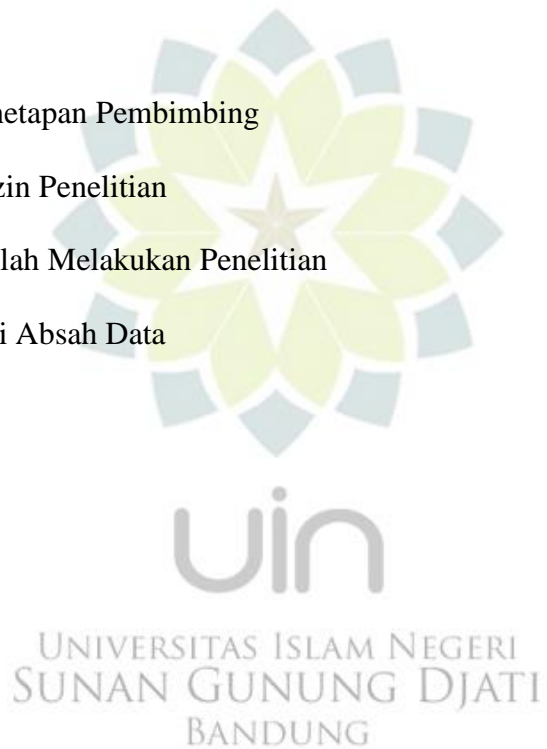 netapan Pembimbing
zin Penelitian
lah Melakukan Penelitian
i Absah Data
uin
UNIVERSITAS ISLAM NEGERI
SUNAN GUNUNG DJATI
BANDUNG